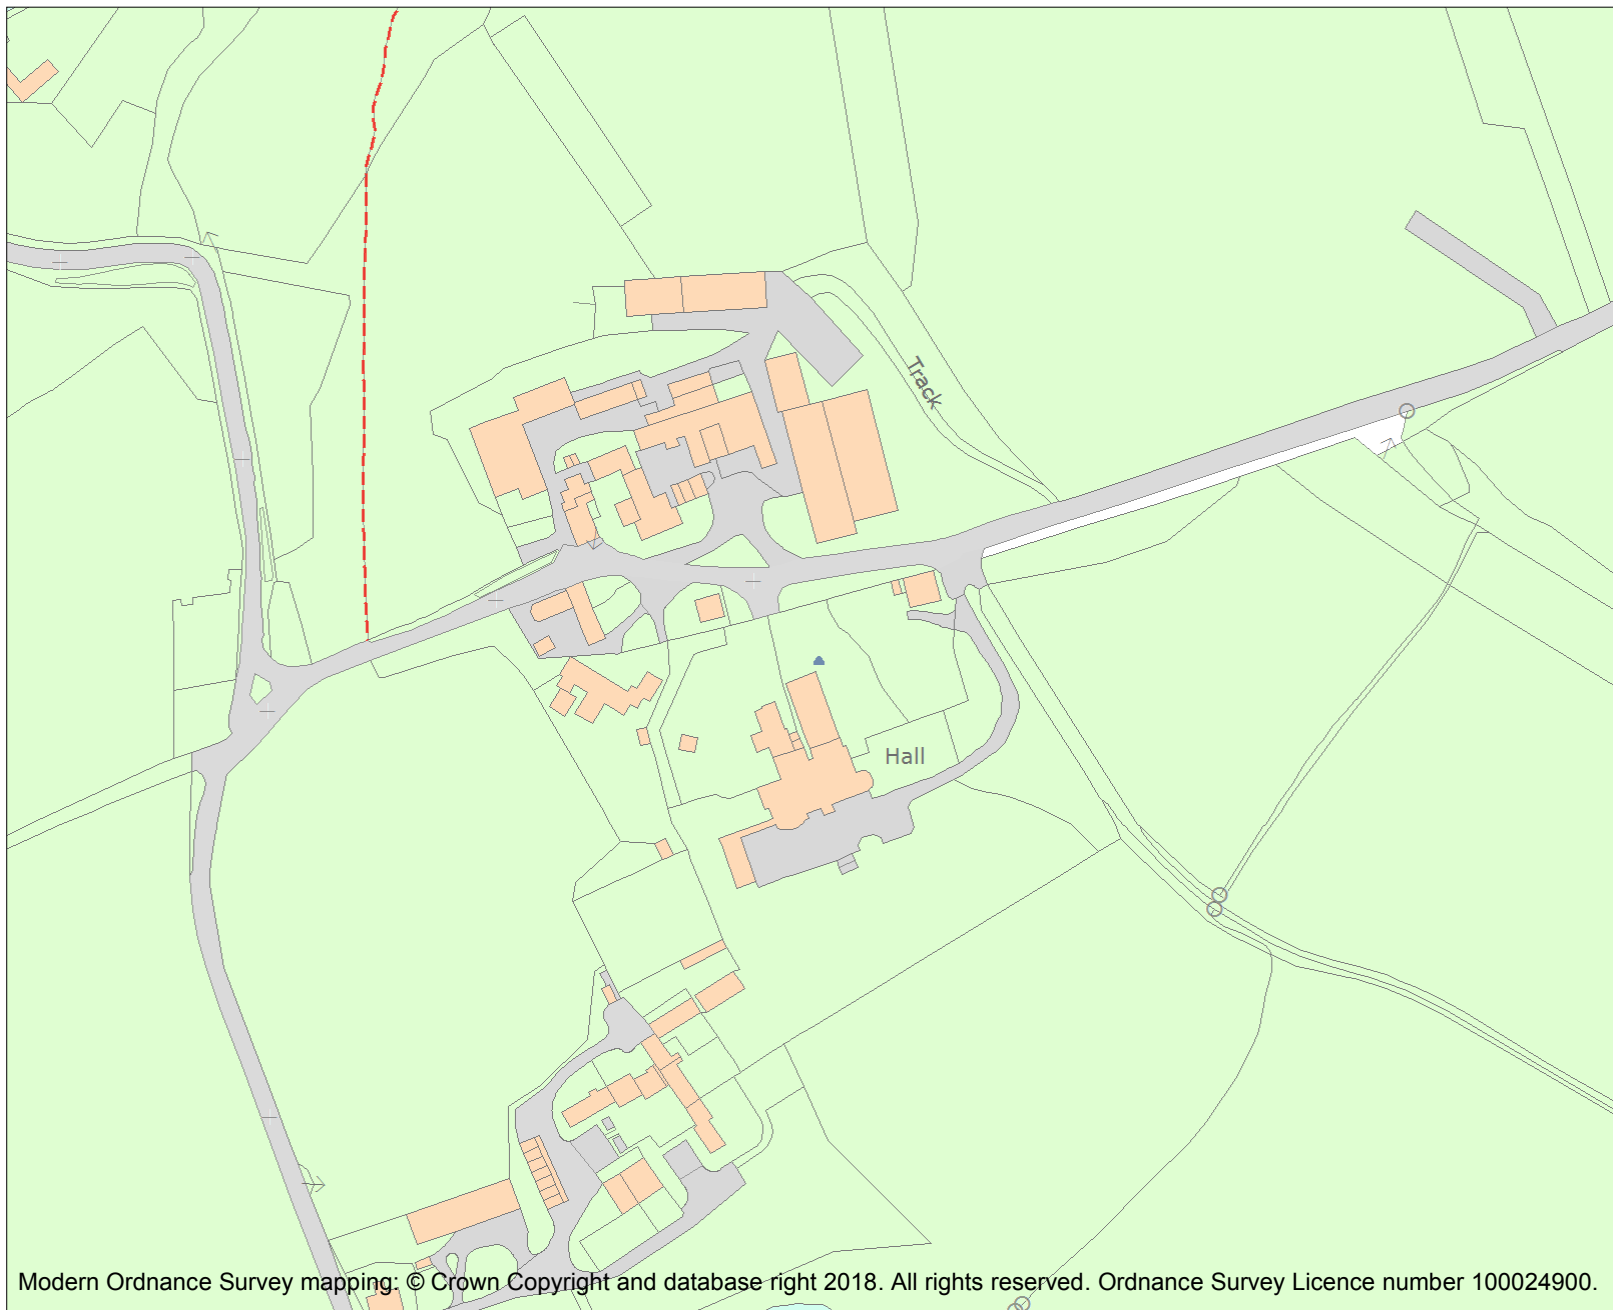 Track
Hall
Modern Ordnance Survey mapping: © Crown Copyright and database right 2018. All rights reserved. Ordnance Survey Licence number 100024900.